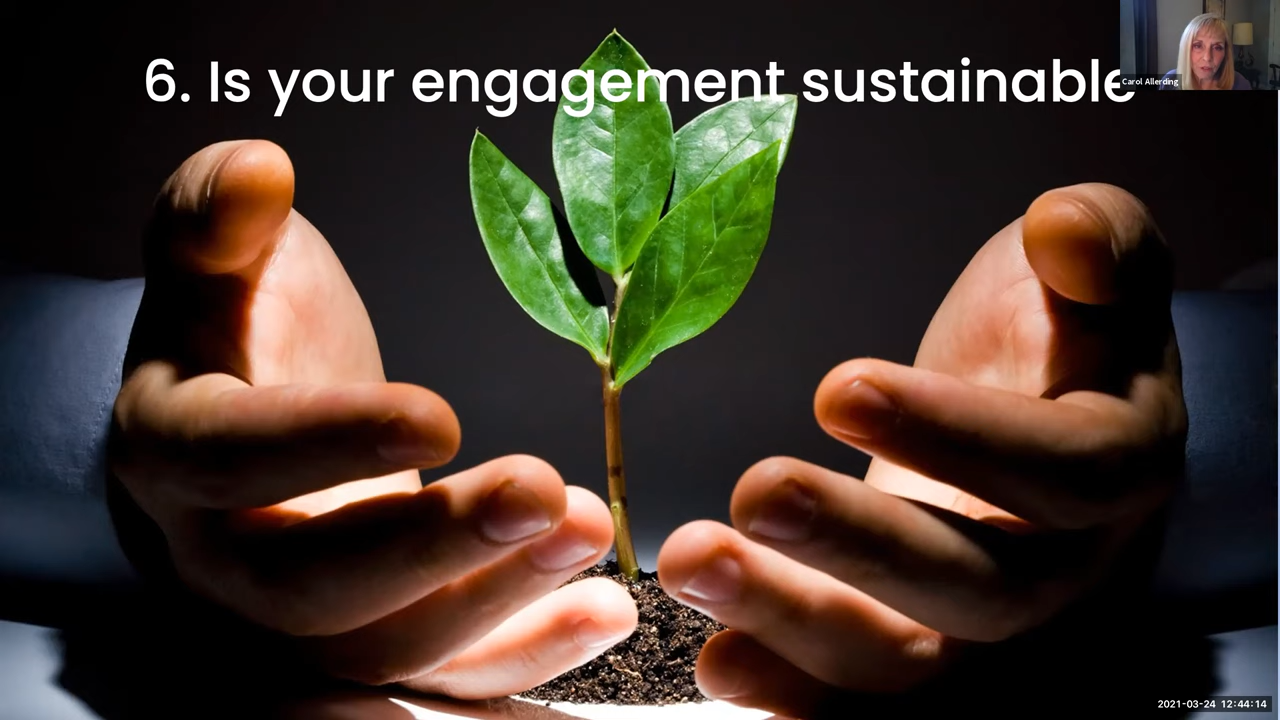 6. Is your engagement sustainable
Carol Allerding
2021-03-24 12:44:14